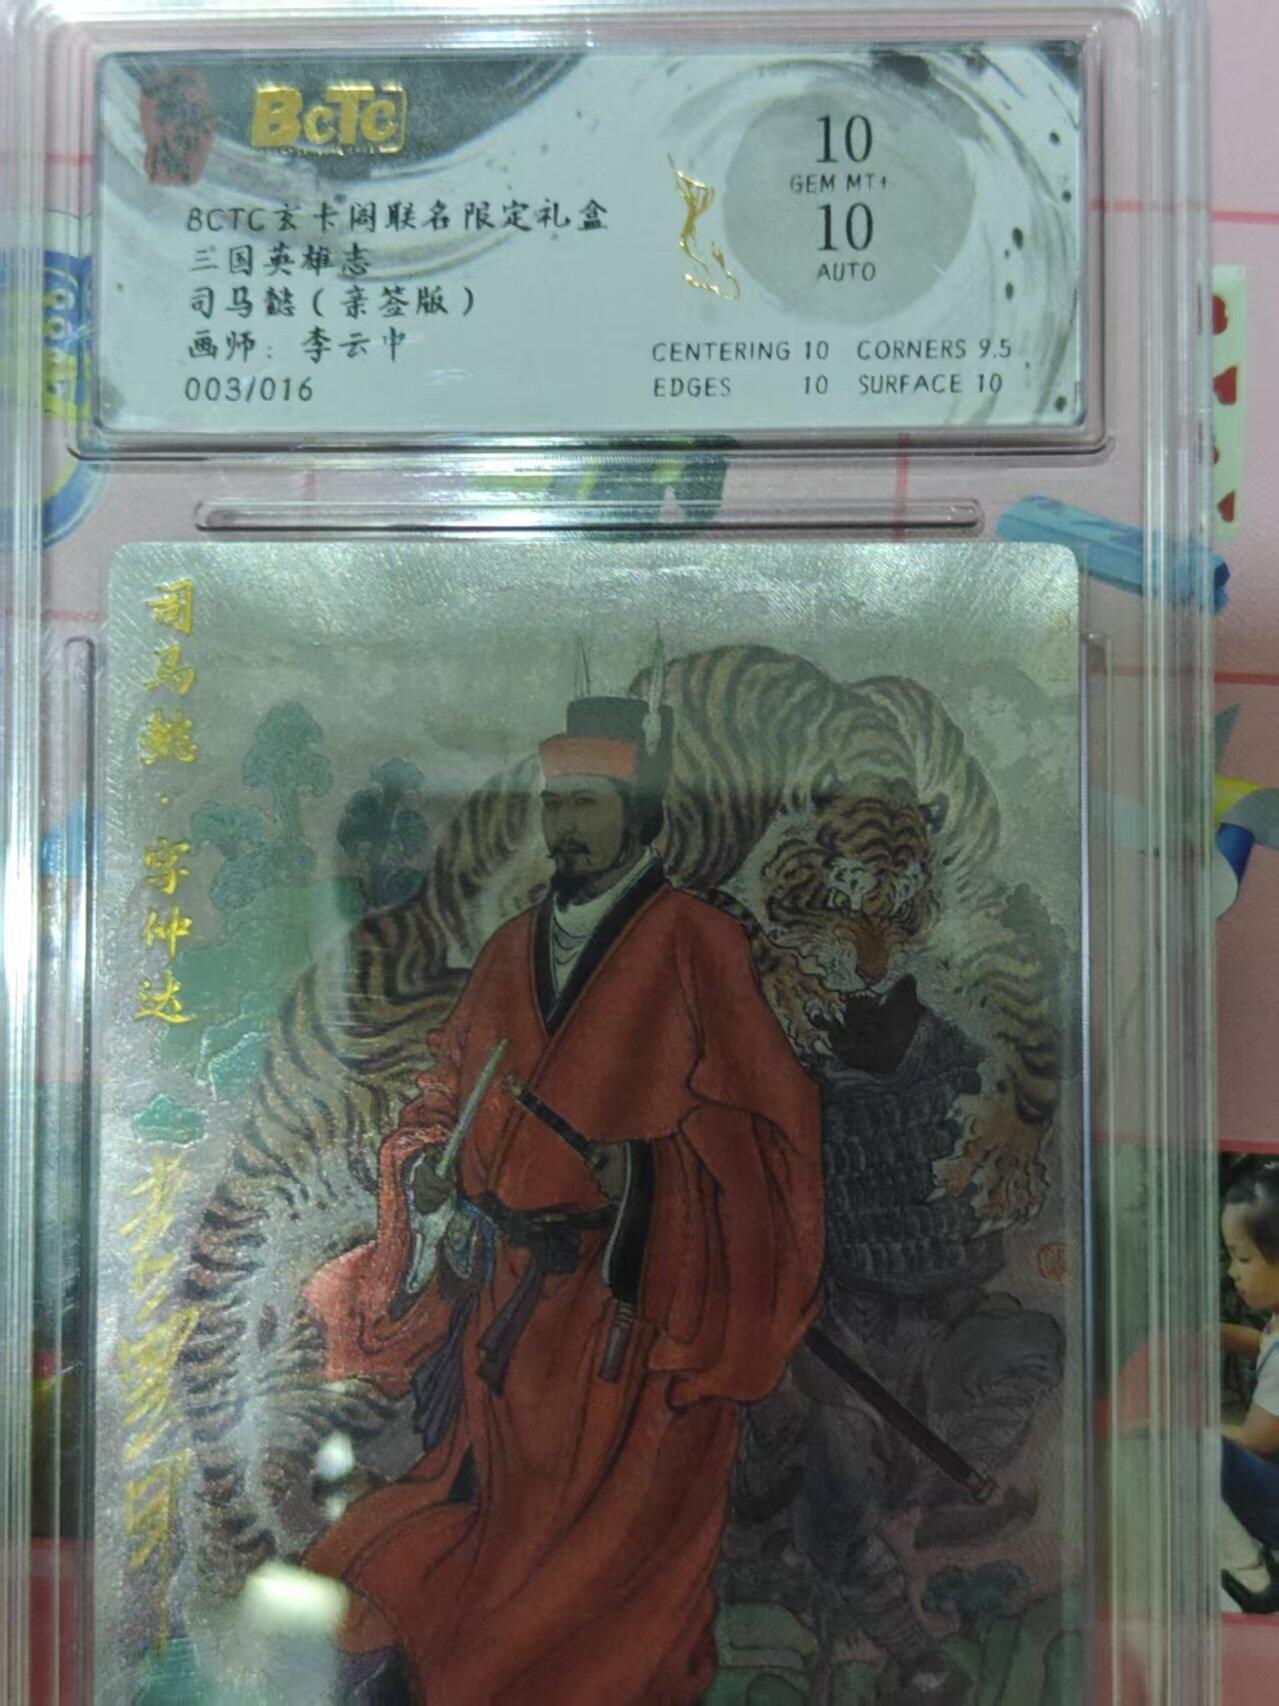 BCTC
BCTC玄卡阁联名限定礼盒
三国英雄志
司马懿(亲签版)
画师: 李云中
003/016
10
GEM MT+
10
AUTO
CENTERING 10 CORNERS 9.5
EDGES 10 SURFACE 10
司马懿·字仲达